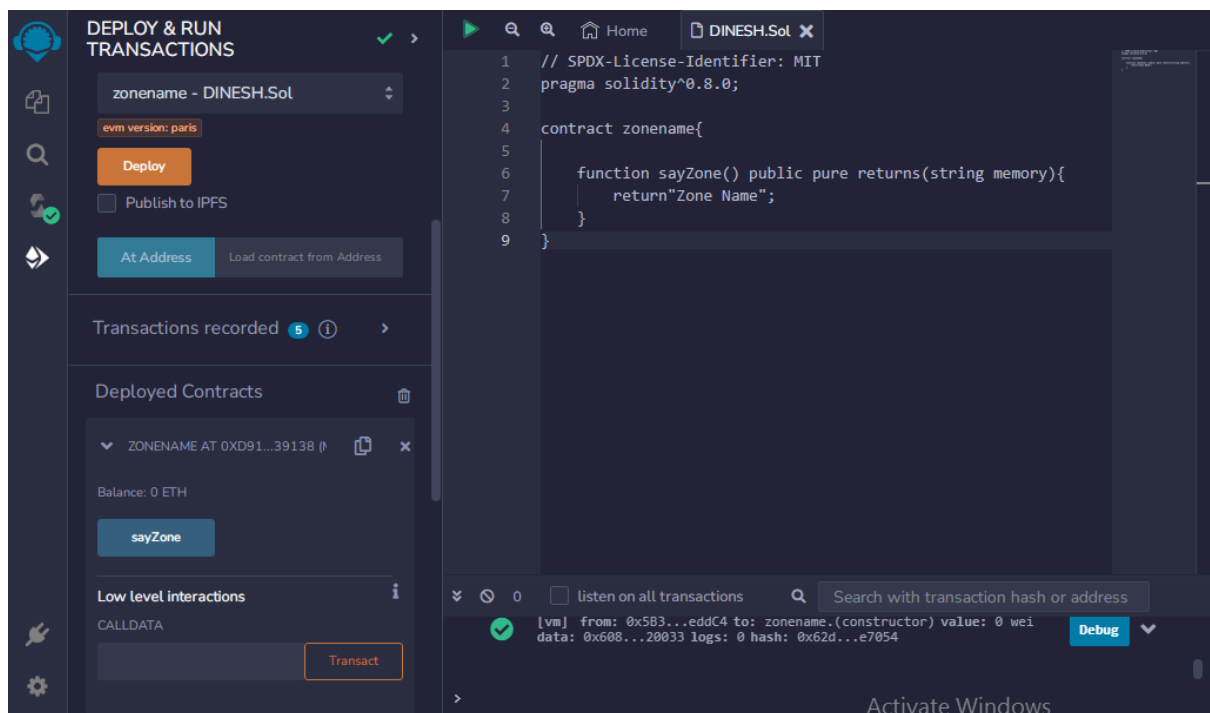 DEPLOY & RUN
TRANSACTIONS
zonename - DINESH.Sol
evm version: paris
Deploy
Publish to IPFS
At Address
Load contract from Address
Transactions recorded 5 i
Deployed Contracts
ZONENAME AT 0XD91...39138 (M
Balance: 0 ETH
sayZone
Low level interactions
CALLDATA
Transact
Home
DINESH.Sol
1 // SPDX-License-Identifier: MIT
2 pragma solidity^0.8.0;
3
4 contract zonename{
5
6 function sayZone() public pure returns(string memory){
7 return"Zone Name";
8 }
9 }
0
listen on all transactions
Search with transaction hash or address
[vm] from: 0x5B3...eddC4 to: zonename.(constructor) value: 0 wei
data: 0x608...20033 logs: 0 hash: 0x62d...e7054
Debug
>
Activate Windows